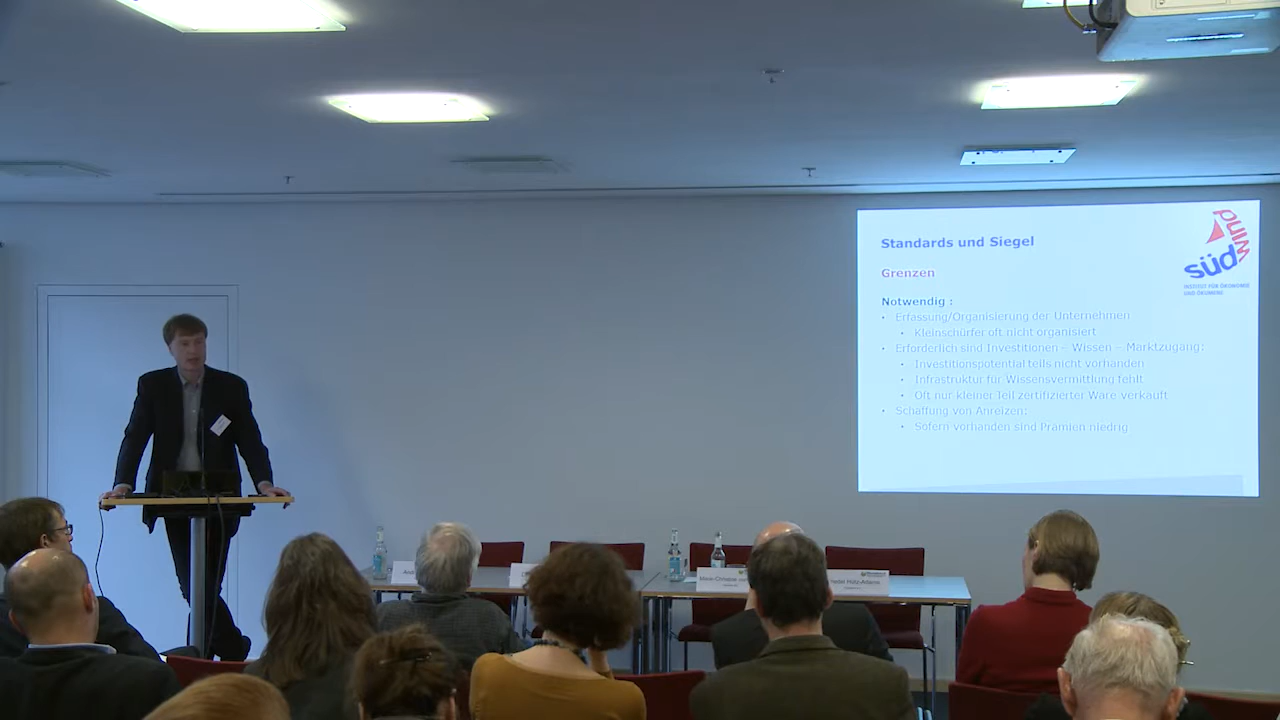 Standards und Siegel
Grenzen
Notwendig :
• Erfassung/Organisierung der Unternehmen
• Kleinschürfer oft nicht organisiert
• Erforderlich sind Investitionen – Wissen – Marktzugang:
• Investitionspotential teils nicht vorhanden
• Infrastruktur für Wissensvermittlung fehlt
• Oft nur kleiner Teil zertifizierter Ware verkauft
• Schaffung von Anreizen:
• Sofern vorhanden sind Prämien niedrig
süd
wind
INSTITUT FÜR ÖKONOMIE
UND ÖKUMENE